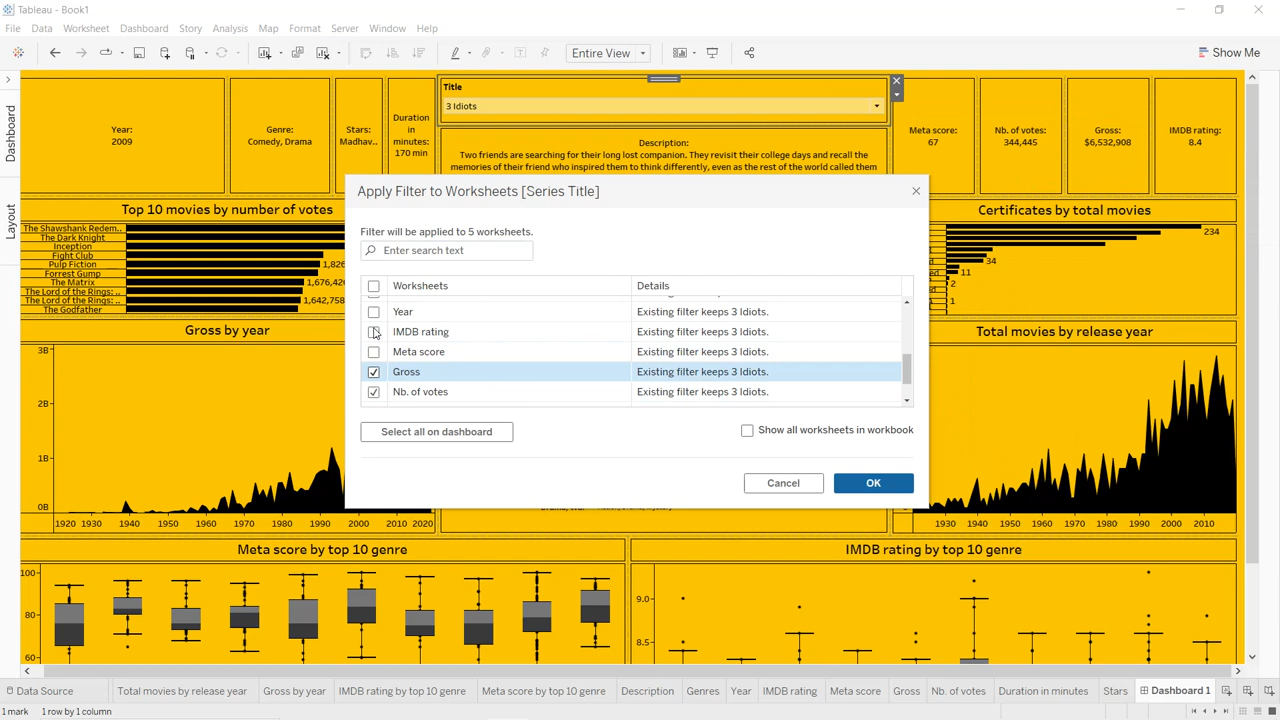 Tableau - Book1
File Data Worksheet Dashboard Story Analysis Map Format Server Window Help
Entire View
Show Me
Dashboard
Layout
Year:
2009
Genre:
Comedy, Drama
Stars:
Madhav..
Duration
in
minutes:
170 min
Title
3 Idiots
Description:
Two friends are searching for their long lost companion. They revisit their college days and recall the
memories of their friend who inspired them to think differently, even as the rest of the world called them
Meta score:
67
Nb. of votes:
344,445
Gross:
$6,532,908
IMDB rating:
8.4
Top 10 movies by number of votes
The Shawshank Redem..
The Dark Knight
Inception
Fight Club
Pulp Fiction
Forrest Gump
The Matrix
The Lord of the Rings: ..
The Lord of the Rings: ..
The Godfather
1,826
1,676,426
1,642,758
Gross by year
3B
2B
1B
0B
1920 1930 1940 1950 1960 1970 1980 1990 2000 2010 2020
Apply Filter to Worksheets [Series Title]
Filter will be applied to 5 worksheets.
Enter search text
Worksheets Details
Year Existing filter keeps 3 Idiots.
IMDB rating Existing filter keeps 3 Idiots.
Meta score Existing filter keeps 3 Idiots.
Gross Existing filter keeps 3 Idiots.
Nb. of votes Existing filter keeps 3 Idiots.
Select all on dashboard
Show all worksheets in workbook
Cancel OK
Certificates by total movies
234
34
11
2
1
Total movies by release year
1930 1940 1950 1960 1970 1980 1990 2000 2010
Meta score by top 10 genre
100
80
60
IMDB rating by top 10 genre
9.0
8.5
Data Source Total movies by release year Gross by year IMDB rating by top 10 genre Meta score by top 10 genre Description Genres Year IMDB rating Meta score Gross Nb. of votes Duration in minutes Stars Dashboard 1
1 mark 1 row by 1 column